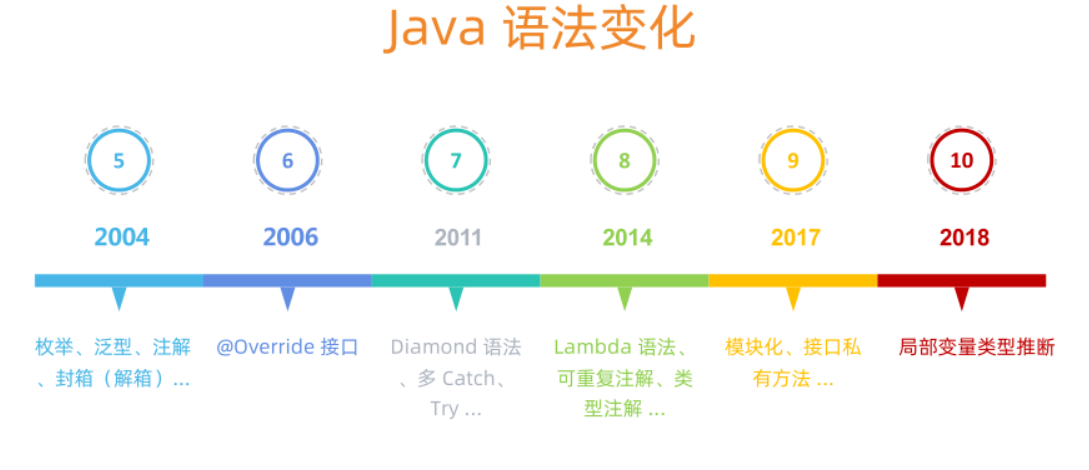 Java 语法变化
5
6
7
8
9
10
2004
2006
2011
2014
2017
2018
枚举、泛型、注解
、封箱（解箱）...
@Override 接口
Diamond 语法
、多 Catch、
Try ...
Lambda 语法、
可重复注解、类
型注解 ...
模块化、接口私
有方法 ...
局部变量类型推断